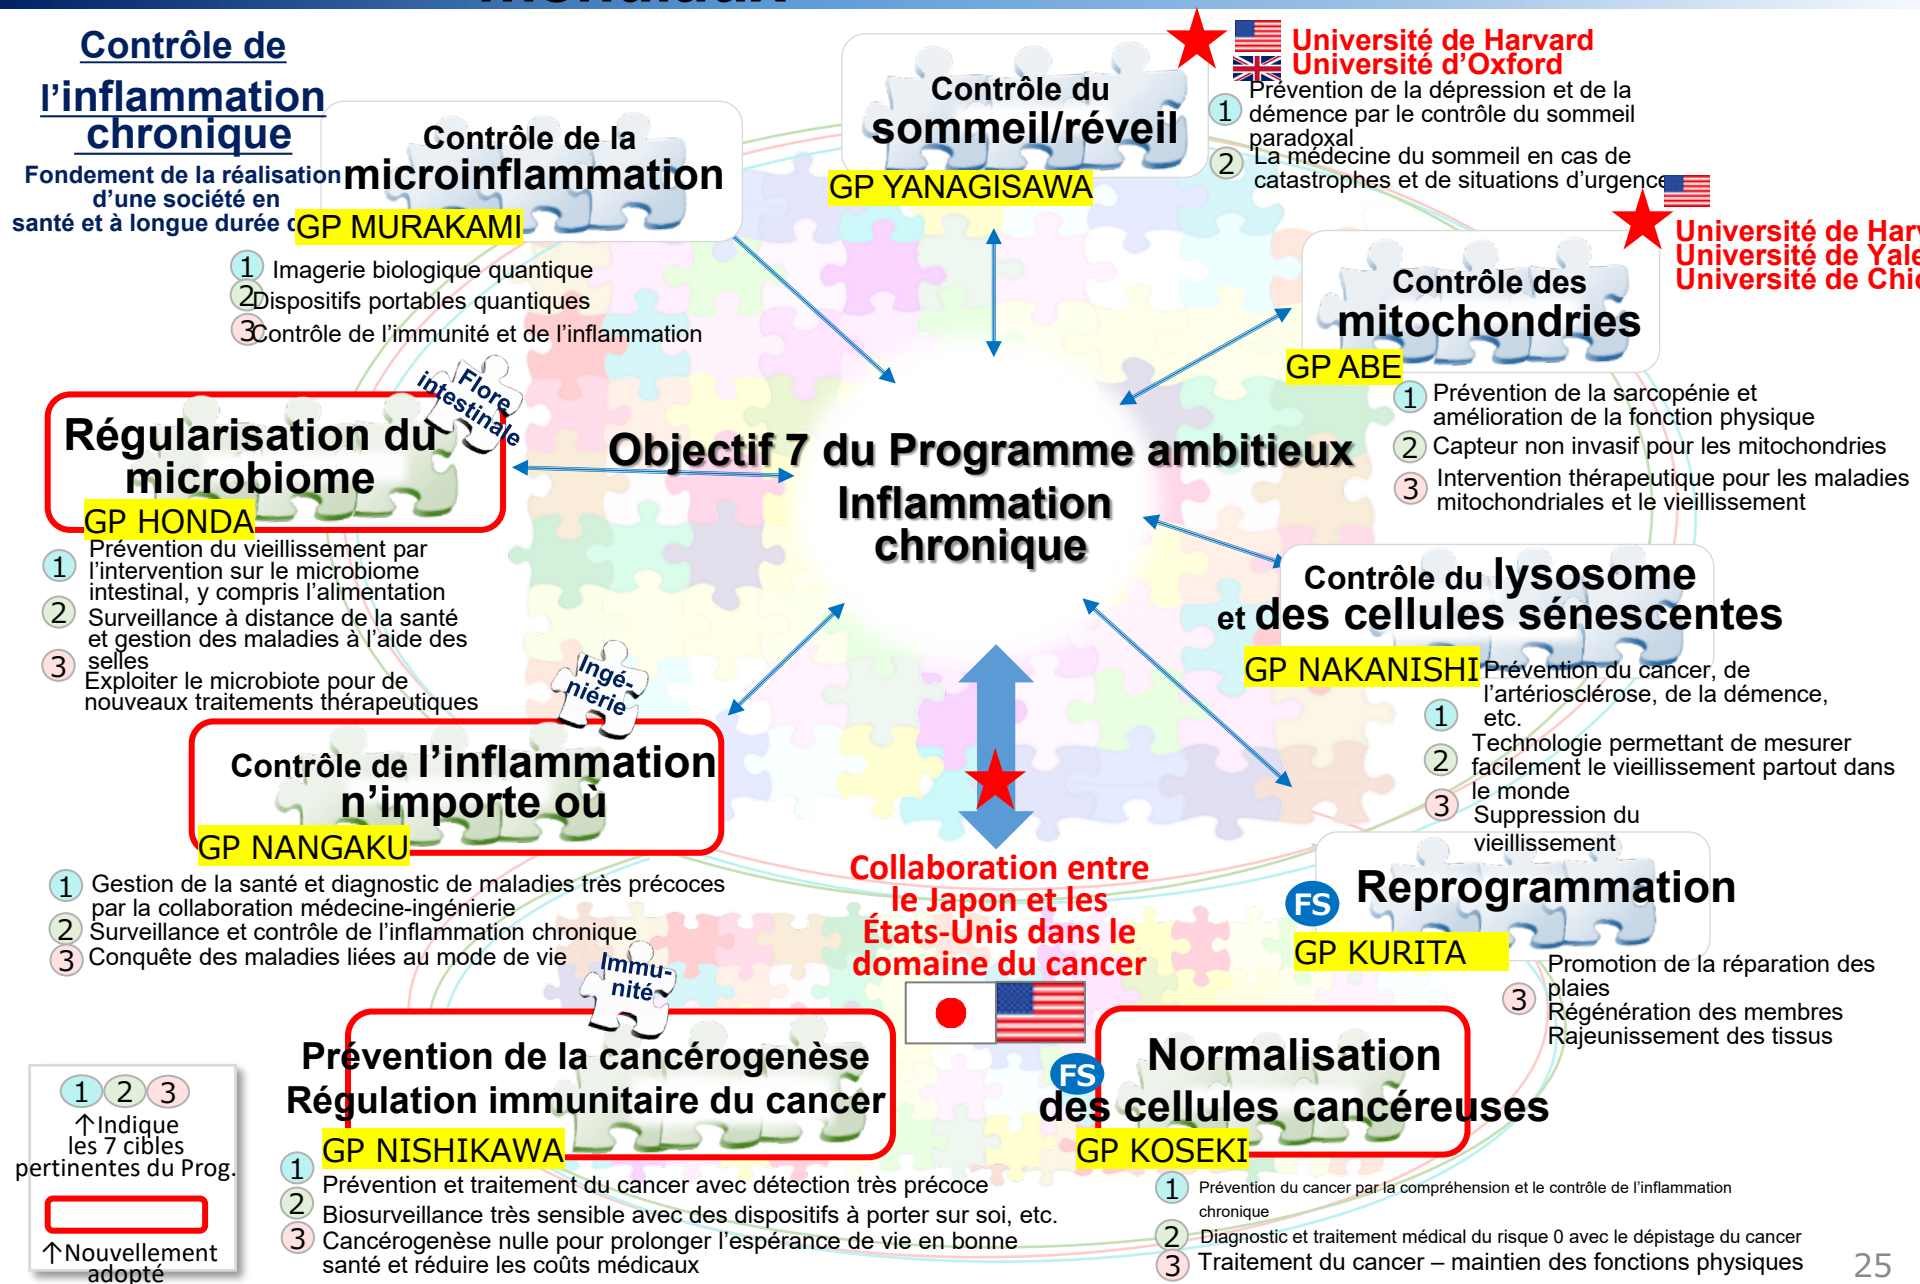 Contrôle de
l’inflammation
chronique
Fondement de la réalisation
d’une société en
santé et à longue durée
Contrôle de la
microinflammation
GP MURAKAMI
1 Imagerie biologique quantique
2 Dispositifs portables quantiques
3 Contrôle de l’immunité et de l’inflammation
Contrôle du
sommeil/réveil
GP YANAGISAWA
Université de Harvard
Université d’Oxford
1 Prévention de la dépression et de la
démence par le contrôle du sommeil
paradoxal
2 La médecine du sommeil en cas de
catastrophes et de situations d’urgence
Université de
Université de Yale
Université de
Contrôle des
mitochondries
GP ABE
1 Prévention de la sarcopénie et
amélioration de la fonction physique
2 Capteur non invasif pour les mitochondries
3 Intervention thérapeutique pour les maladies
mitochondriales et le vieillissement
Flore
intestinale
Régularisation du
microbiome
GP HONDA
1 Prévention du vieillissement par
l’intervention sur le microbiome
intestinal, y compris l’alimentation
2 Surveillance à distance de la santé
et gestion des maladies à l’aide des
selles
3 Exploiter le microbiote pour de
nouveaux traitements thérapeutiques
Objectif 7 du Programme ambitieux
Inflammation
chronique
Contrôle du lysosome
et des cellules sénescentes
GP NAKANISHI
1 Prévention du cancer, de
l’artériosclérose, de la démence,
etc.
2 Technologie permettant de mesurer
facilement le vieillissement partout dans
le monde
3 Suppression du
vieillissement
Ingé-
niérie
Contrôle de l’inflammation
n’importe où
GP NANGAKU
1 Gestion de la santé et diagnostic de maladies très précoces
par la collaboration médecine-ingénierie
2 Surveillance et contrôle de l’inflammation chronique
3 Conquête des maladies liées au mode de vie
Collaboration entre
le Japon et les
États-Unis dans le
domaine du cancer
FS
Reprogrammation
GP KURITA
3 Promotion de la réparation des
plaies
Régénération des membres
Rajeunissement des tissus
Immu-
nité
Prévention de la cancérogenèse
Régulation immunitaire du cancer
GP NISHIKAWA
1 Prévention et traitement du cancer avec détection très précoce
2 Biosurveillance très sensible avec des dispositifs à porter sur soi, etc.
3 Cancérogenèse nulle pour prolonger l’espérance de vie en bonne
santé et réduire les coûts médicaux
FS
Normalisation
des cellules cancéreuses
GP KOSEKI
1 Prévention du cancer par la compréhension et le contrôle de l’inflammation
chronique
2 Diagnostic et traitement médical du risque 0 avec le dépistage du cancer
3 Traitement du cancer – maintien des fonctions physiques
1 2 3
↑Indique
les 7 cibles
pertinentes du Prog.
↑Nouvellement
adopté
25